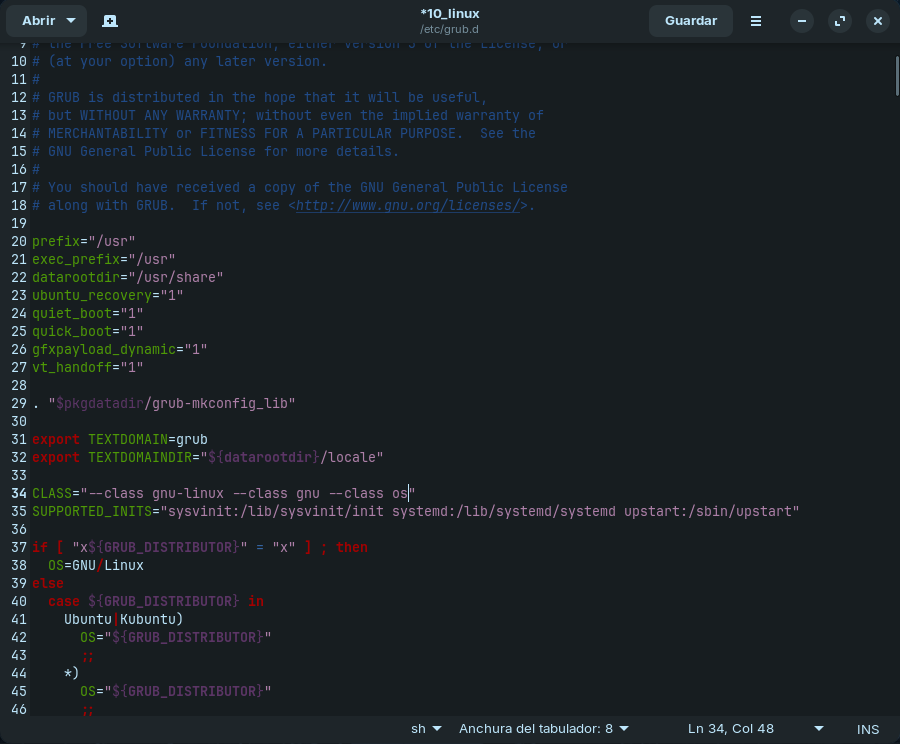 Abrir
*10_linux
/etc/grub.d
Guardar
9 # the Free Software Foundation, either version 3 of the License, or
10 # (at your option) any later version.
11 #
12 # GRUB is distributed in the hope that it will be useful,
13 # but WITHOUT ANY WARRANTY; without even the implied warranty of
14 # MERCHANTABILITY or FITNESS FOR A PARTICULAR PURPOSE.  See the
15 # GNU General Public License for more details.
16 #
17 # You should have received a copy of the GNU General Public License
18 # along with GRUB.  If not, see <http://www.gnu.org/licenses/>.
19
20 prefix="/usr"
21 exec_prefix="/usr"
22 datarootdir="/usr/share"
23 ubuntu_recovery="1"
24 quiet_boot="1"
25 quick_boot="1"
26 gfxpayload_dynamic="1"
27 vt_handoff="1"
28
29 . "$pkgdatadir/grub-mkconfig_lib"
30
31 export TEXTDOMAIN=grub
32 export TEXTDOMAINDIR="${datarootdir}/locale"
33
34 CLASS="--class gnu-linux --class gnu --class os"
35 SUPPORTED_INITS="sysvinit:/lib/sysvinit/init systemd:/lib/systemd/systemd upstart:/sbin/upstart"
36
37 if [ "x${GRUB_DISTRIBUTOR}" = "x" ] ; then
38   OS=GNU/Linux
39 else
40   case ${GRUB_DISTRIBUTOR} in
41     Ubuntu|Kubuntu)
42       OS="${GRUB_DISTRIBUTOR}"
43       ;;
44     *)
45       OS="${GRUB_DISTRIBUTOR}"
46       ;;
sh
Anchura del tabulador: 8
Ln 34, Col 48
INS